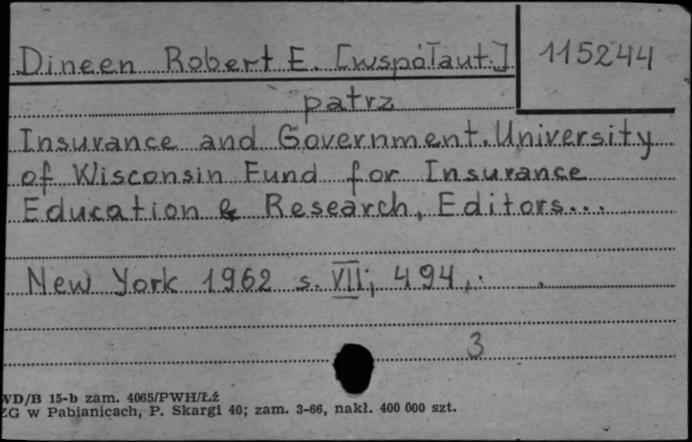 Dineen Robert E. [współaut.] 115244
patrz
Insurance and Government. University
of Wisconsin Fund for Insurance
Education & Research, Editors...
New York 1962 s. VII; 494,
3
WD/B 15-b zam. 4065/PWH/Łź
ZG w Pabianicach, P. Skargi 40; zam. 3-66, nakł. 400 000 szt.